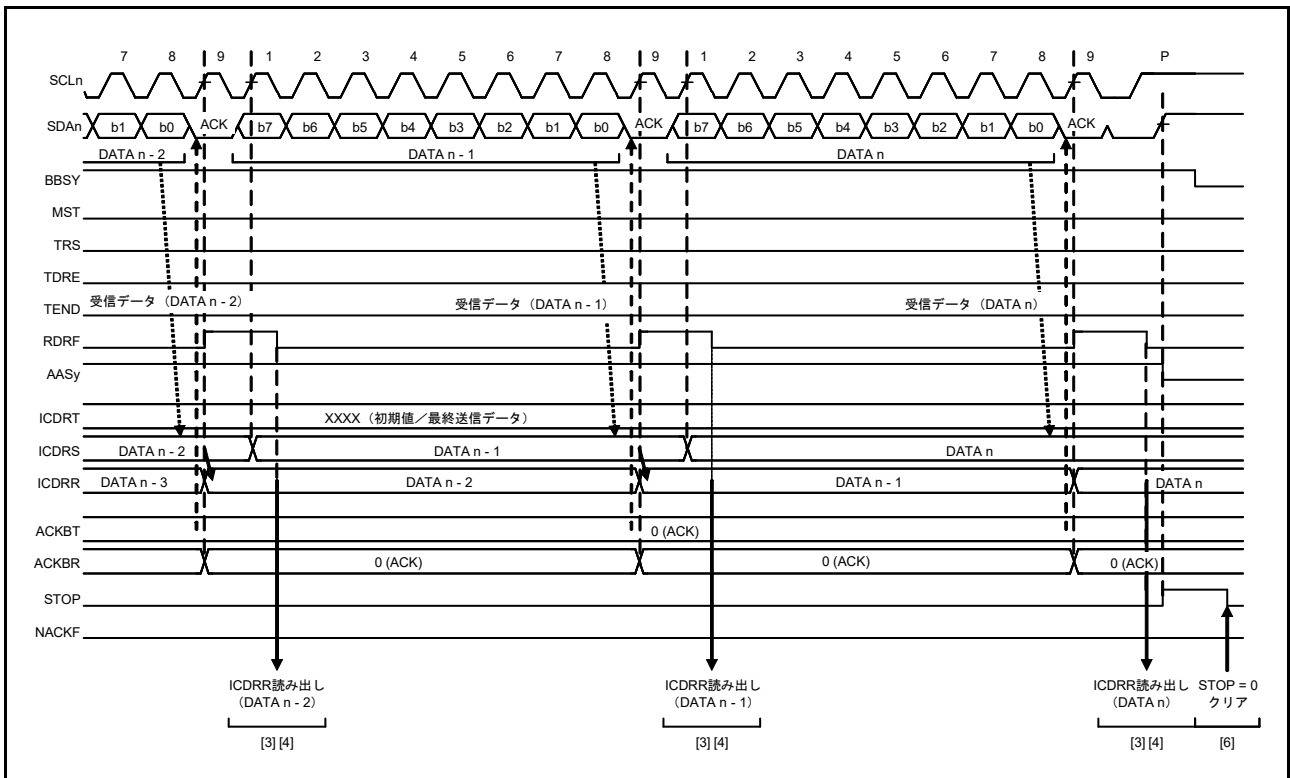 7 8 9 1 2 3 4 5 6 7 8 9 1 2 3 4 5 6 7 8 9 P
SCLn
SDAn b1 b0 ACK b7 b6 b5 b4 b3 b2 b1 b0 ACK b7 b6 b5 b4 b3 b2 b1 b0 ACK
DATA n - 2 DATA n - 1 DATA n
BBSY
MST
TRS
TDRE
受信データ（DATA n - 2） 受信データ（DATA n - 1） 受信データ（DATA n）
TEND
RDRF
AASy
ICDRT XXXX（初期値／最終送信データ）
ICDRS DATA n - 2 DATA n - 1 DATA n
ICDRR DATA n - 3 DATA n - 2 DATA n - 1 DATA n
ACKBT 0 (ACK)
ACKBR 0 (ACK) 0 (ACK) 0 (ACK)
STOP
NACKF
ICDRR読み出し ICDRR読み出し ICDRR読み出し STOP = 0
（DATA n - 2） （DATA n - 1） （DATA n） クリア
[3] [4] [3] [4] [3] [4] [6]